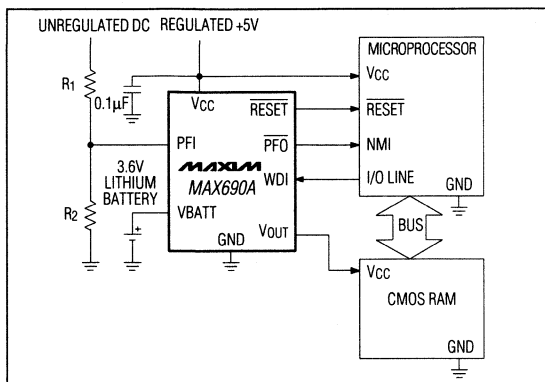 UNREGULATED DC
REGULATED +5V
MICROPROCESSOR
R1
0.1µF
VCC
RESET
VCC
RESET
PFI
PFO
NMI
3.6V
LITHIUM
BATTERY
MAXIM
MAX690A
WDI
I/O LINE
GND
R2
VBATT
+
GND
VOUT
BUS
VCC
CMOS RAM
GND